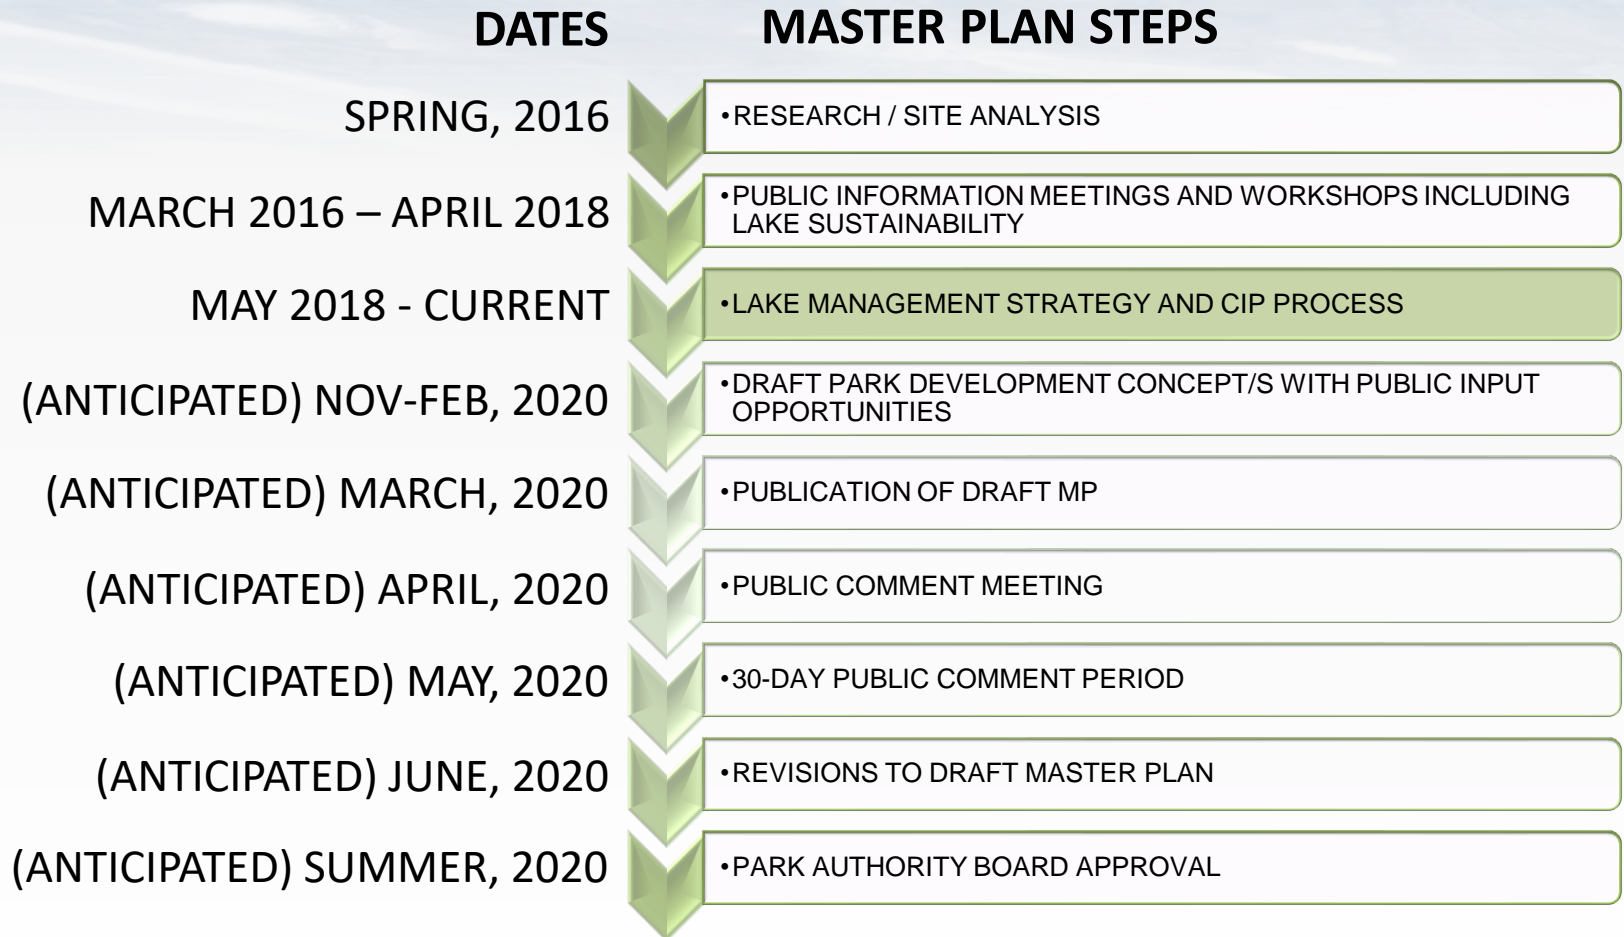 DATES
MASTER PLAN STEPS
SPRING, 2016
•RESEARCH / SITE ANALYSIS
MARCH 2016 – APRIL 2018
•PUBLIC INFORMATION MEETINGS AND WORKSHOPS INCLUDING
LAKE SUSTAINABILITY
MAY 2018 - CURRENT
•LAKE MANAGEMENT STRATEGY AND CIP PROCESS
(ANTICIPATED) NOV-FEB, 2020
•DRAFT PARK DEVELOPMENT CONCEPT/S WITH PUBLIC INPUT
OPPORTUNITIES
(ANTICIPATED) MARCH, 2020
•PUBLICATION OF DRAFT MP
(ANTICIPATED) APRIL, 2020
•PUBLIC COMMENT MEETING
(ANTICIPATED) MAY, 2020
•30-DAY PUBLIC COMMENT PERIOD
(ANTICIPATED) JUNE, 2020
•REVISIONS TO DRAFT MASTER PLAN
(ANTICIPATED) SUMMER, 2020
•PARK AUTHORITY BOARD APPROVAL